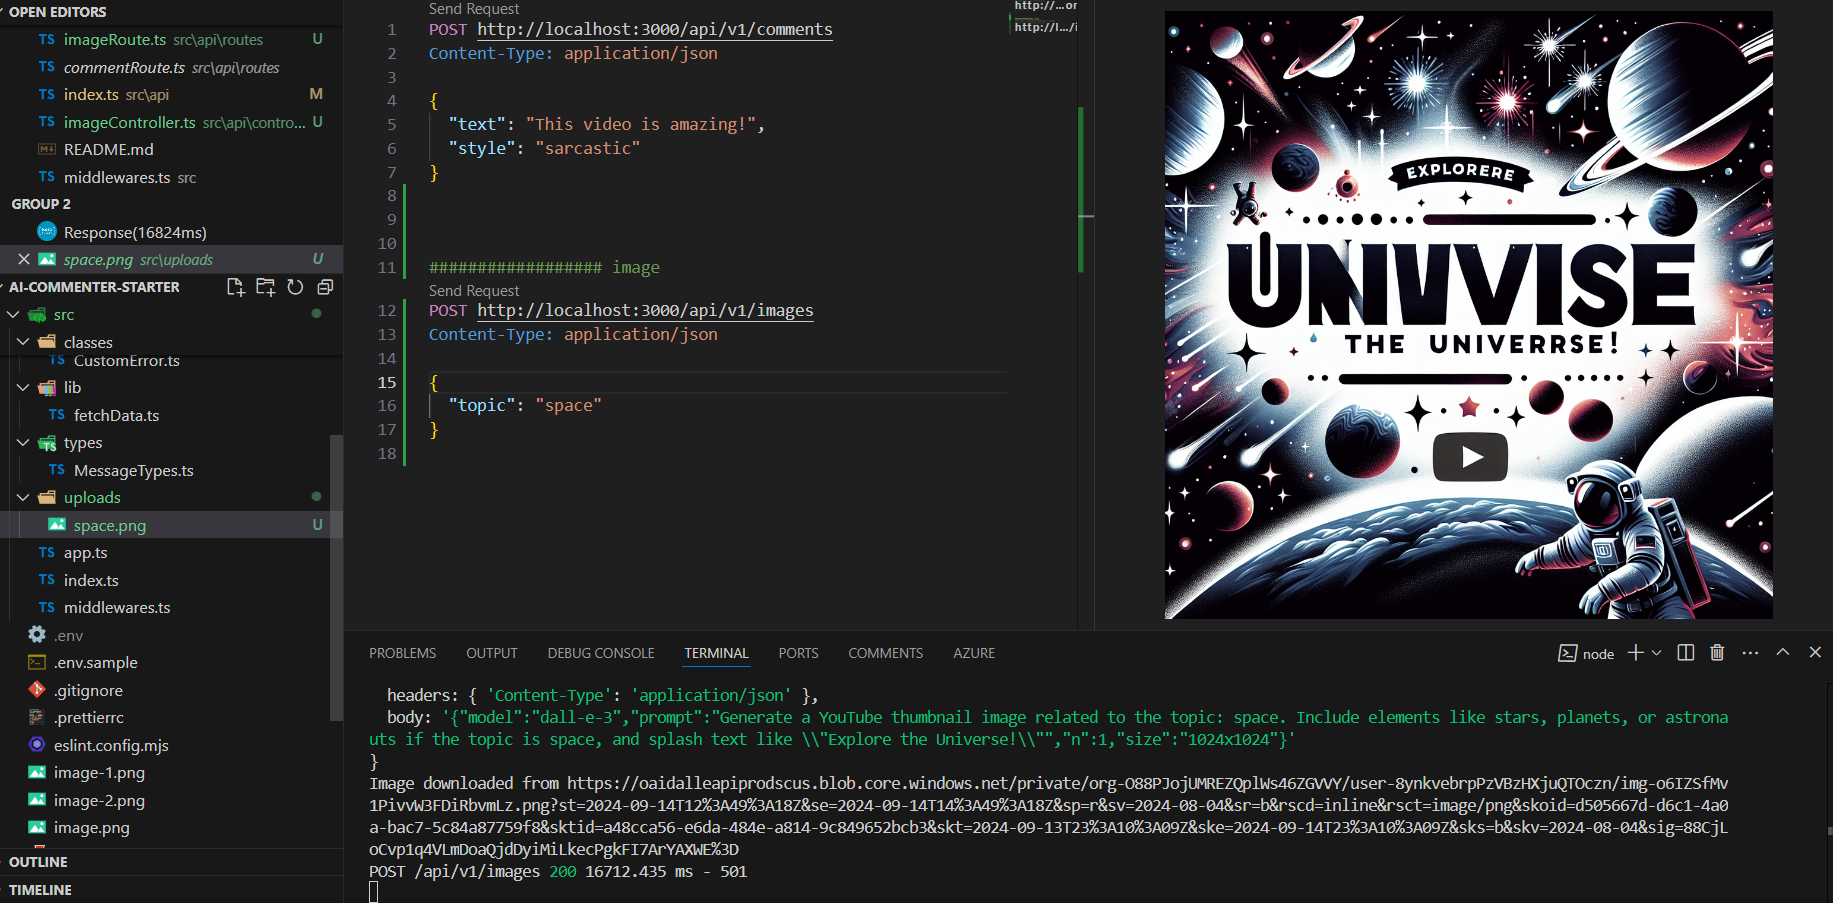 OPEN EDITORS
TS imageRoute.ts src\api\routes U
TS commentRoute.ts src\api\routes
TS index.ts src\api M
TS imageController.ts src\api\contro... U
README.md
TS middlewares.ts src
GROUP 2
Response(16824ms)
space.png src\uploads U
AI-COMMENTER-STARTER
src
classes
TS CustomError.ts
lib
TS fetchData.ts
types
TS MessageTypes.ts
uploads
space.png U
TS app.ts
TS index.ts
TS middlewares.ts
.env
.env.sample
.gitignore
.prettierrc
eslint.config.mjs
image-1.png
image-2.png
image.png
OUTLINE
TIMELINE
Send Request
1 POST http://localhost:3000/api/v1/comments
2 Content-Type: application/json
3
4 {
5 "text": "This video is amazing!",
6 "style": "sarcastic"
7 }
8
9
10
11 ################## image
Send Request
12 POST http://localhost:3000/api/v1/images
13 Content-Type: application/json
14
15 {
16 "topic": "space"
17 }
18
http://…or
http://l…/i
EXPLORERE
UNIVVISE
THE UNIVERRSE!
PROBLEMS OUTPUT DEBUG CONSOLE TERMINAL PORTS COMMENTS AZURE
node
headers: { 'Content-Type': 'application/json' },
body: '{"model":"dall-e-3","prompt":"Generate a YouTube thumbnail image related to the topic: space. Include elements like stars, planets, or astrona
uts if the topic is space, and splash text like \\"Explore the Universe!\\"","n":1,"size":"1024x1024"}'
}
Image downloaded from https://oaidalleapiprodscus.blob.core.windows.net/private/org-O88PJojUMREZQplWs46ZGVVY/user-8ynkvebrpPzVBzHXjuQTOczn/img-o6IZSfMv
1PivvW3FDiRbvmLz.png?st=2024-09-14T12%3A49%3A18Z&se=2024-09-14T14%3A49%3A18Z&sp=r&sv=2024-08-04&sr=b&rscd=inline&rsct=image/png&skoid=d505667d-d6c1-4a0
a-bac7-5c84a87759f8&sktid=a48cca56-e6da-484e-a814-9c849652bcb3&skt=2024-09-13T23%3A10%3A09Z&ske=2024-09-14T23%3A10%3A09Z&sks=b&skv=2024-08-04&sig=88CjL
oCvp1q4VLmDoaQjdDyiMiLkecPgkFI7ArYAXWE%3D
POST /api/v1/images 200 16712.435 ms - 501